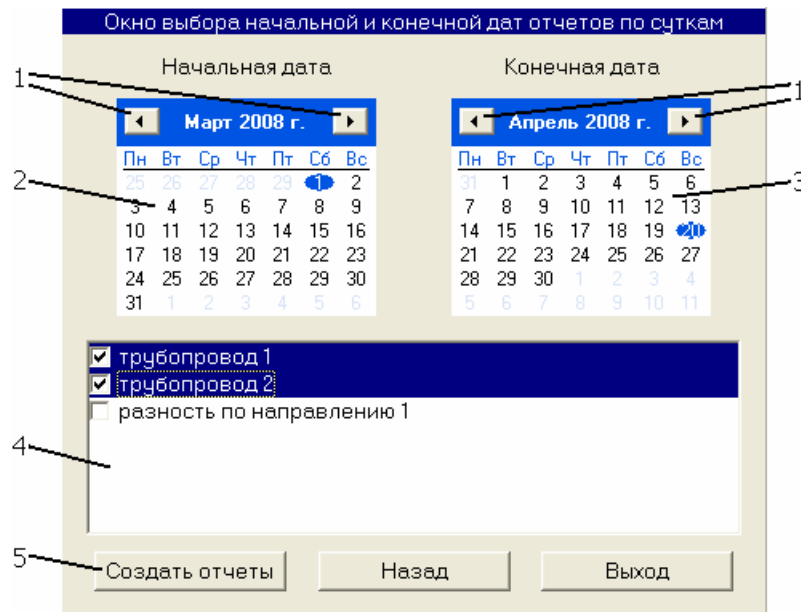 Окно выбора начальной и конечной дат отчетов по суткам
Начальная дата Конечная дата
1 1
Март 2008 г. Апрель 2008 г. 1
Пн Вт Ср Чт Пт Сб Вс Пн Вт Ср Чт Пт Сб Вс
2 25 26 27 28 29 1 2 31 1 2 3 4 5 6 3
3 4 5 6 7 8 9 7 8 9 10 11 12 13
10 11 12 13 14 15 16 14 15 16 17 18 19 20
17 18 19 20 21 22 23 21 22 23 24 25 26 27
24 25 26 27 28 29 30 28 29 30 1 2 3 4
31 1 2 3 4 5 6 5 6 7 8 9 10 11
трубопровод 1
трубопровод 2
разность по направлению 1
4
5 Создать отчеты Назад Выход